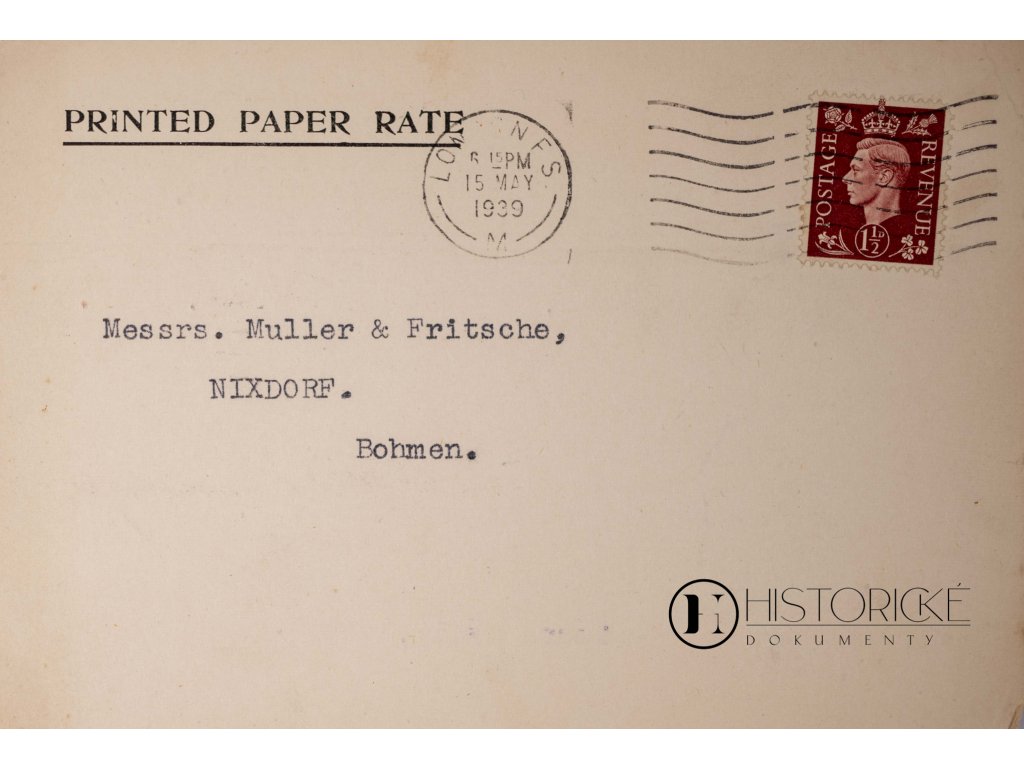 PRINTED PAPER RATE
LONDON F S
6 15PM
15 MAY
1939
M
POSTAGE
REVENUE
1½D
Messrs. Muller & Fritsche,
NIXDORF.
Bohmen.
H HISTORICKÉ
DOKUMENTY